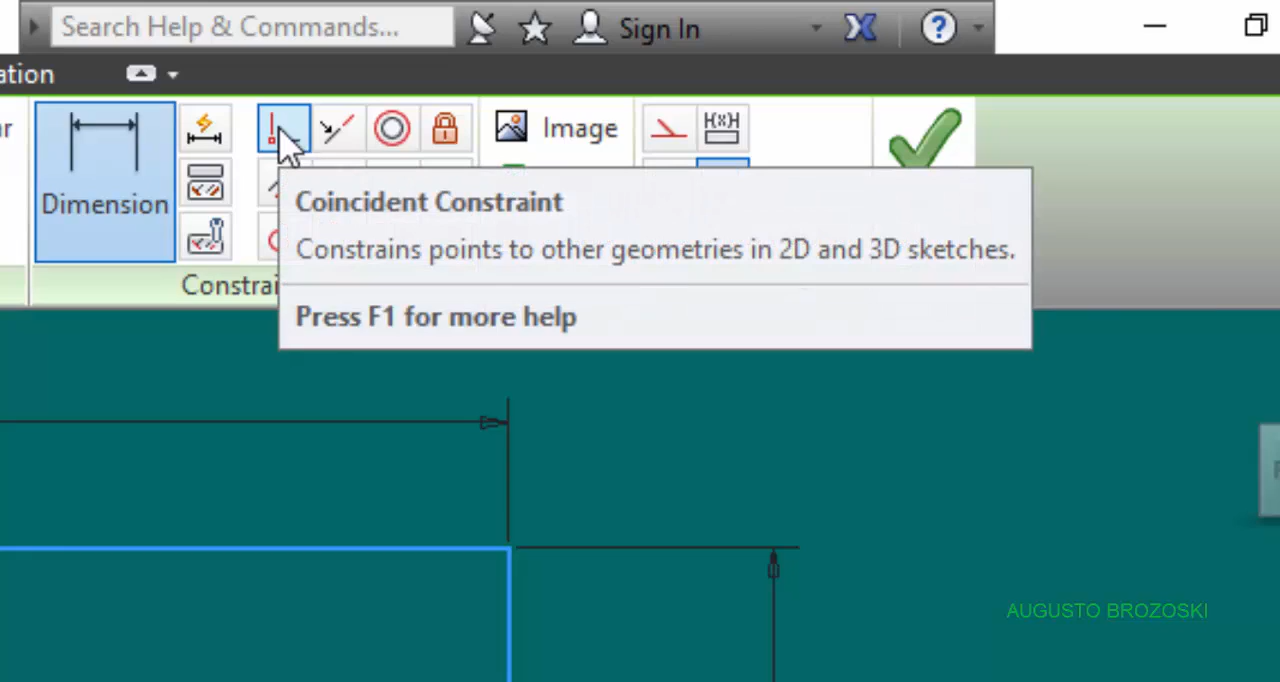 Search Help & Commands...
Sign In
?
ation
r
H(x)H
Image
Dimension
Coincident Constraint
Constrains points to other geometries in 2D and 3D sketches.
Constrai
Press F1 for more help
AUGUSTO BROZOSKI